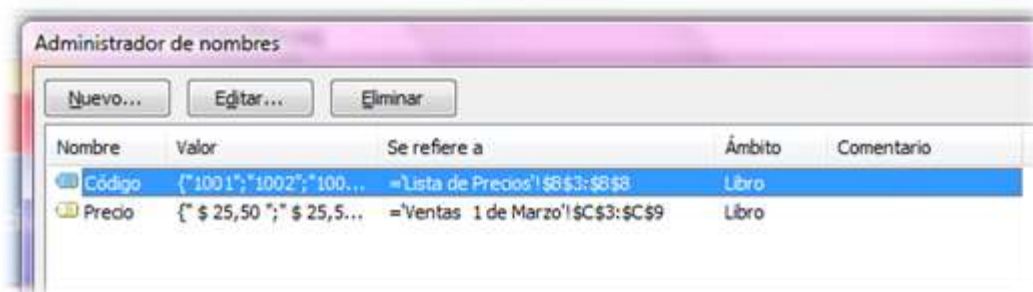 Administrador de nombres
Nuevo... Editar... Eliminar
Nombre Valor Se refiere a Ámbito Comentario
Código {"1001";"1002";"100... ='Lista de Precios'!$B$3:$B$8 Libro
Precio {" $ 25,50 ";" $ 25,5... ='Ventas 1 de Marzo'!$C$3:$C$9 Libro